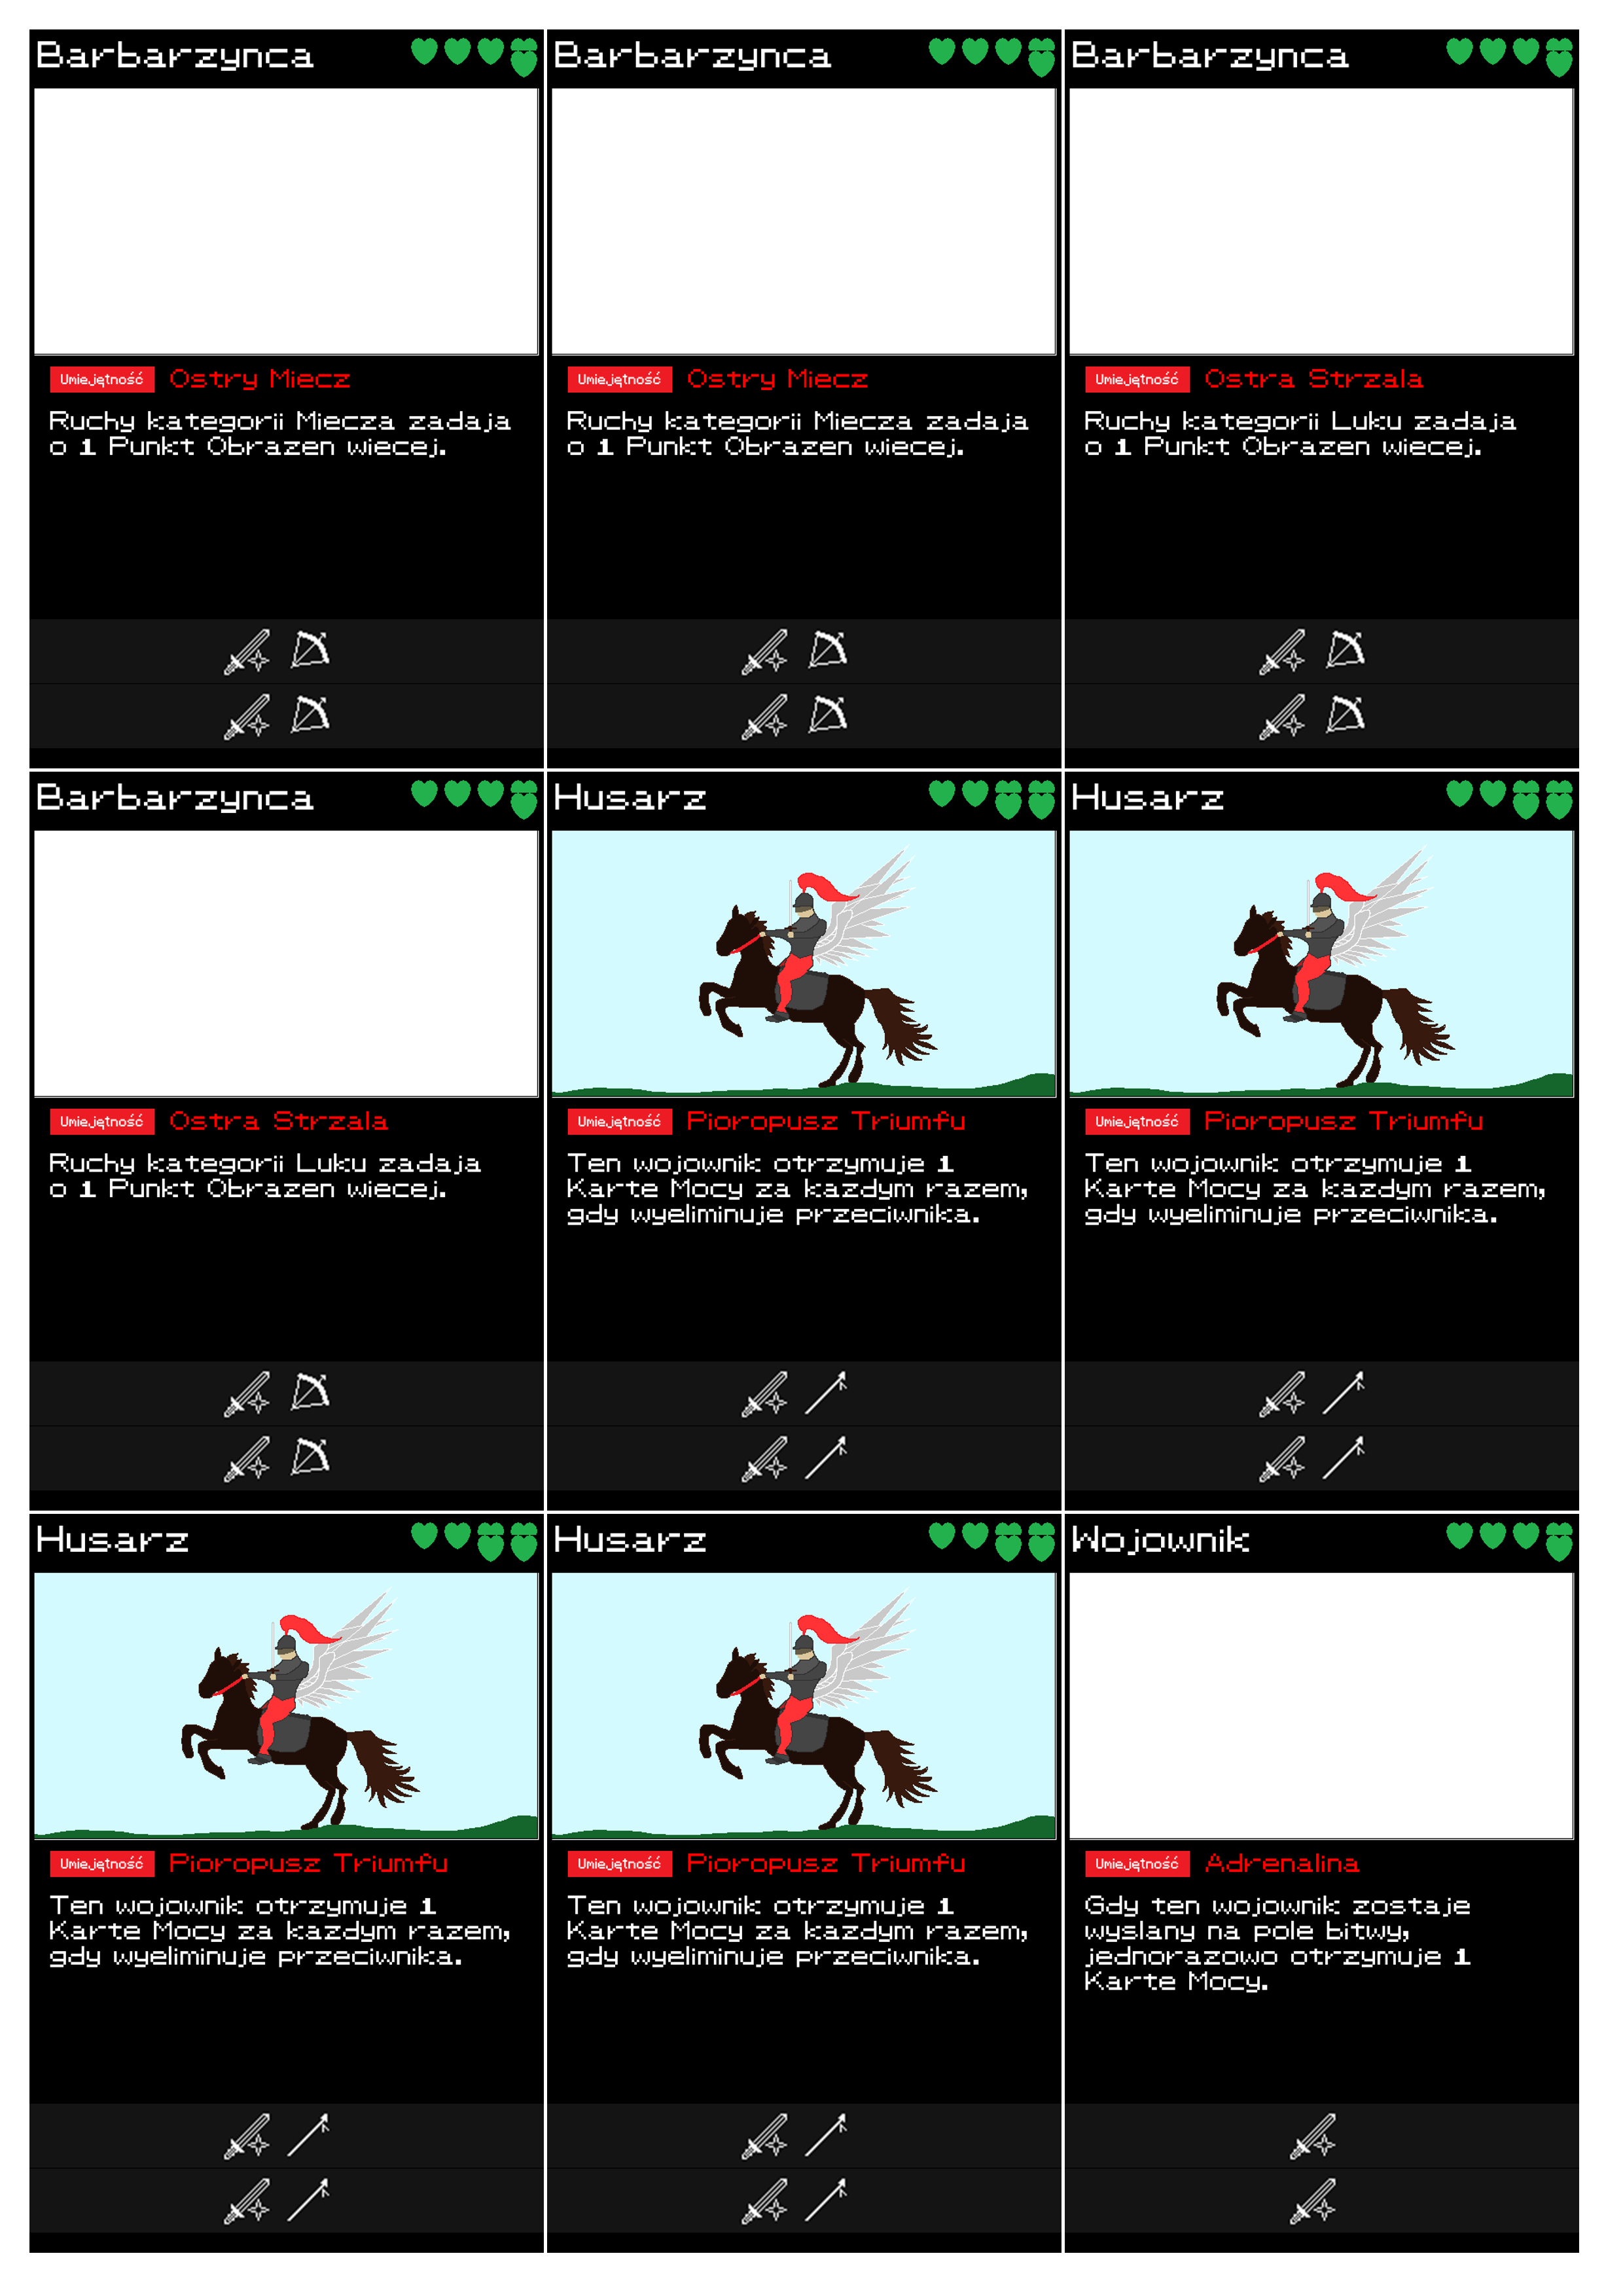 Barbarzynca
Umiejętność Ostry Miecz
Ruchy kategorii Miecza zadaja
o 1 Punkt Obrazen wiecej.
Barbarzynca
Umiejętność Ostry Miecz
Ruchy kategorii Miecza zadaja
o 1 Punkt Obrazen wiecej.
Barbarzynca
Umiejętność Ostra Strzala
Ruchy kategorii Luku zadaja
o 1 Punkt Obrazen wiecej.
Barbarzynca
Umiejętność Ostra Strzala
Ruchy kategorii Luku zadaja
o 1 Punkt Obrazen wiecej.
Husarz
Umiejętność Pioropusz Triumfu
Ten wojownik otrzymuje 1
Karte Mocy za kazdym razem,
gdy wyeliminuje przeciwnika.
Husarz
Umiejętność Pioropusz Triumfu
Ten wojownik otrzymuje 1
Karte Mocy za kazdym razem,
gdy wyeliminuje przeciwnika.
Husarz
Umiejętność Pioropusz Triumfu
Ten wojownik otrzymuje 1
Karte Mocy za kazdym razem,
gdy wyeliminuje przeciwnika.
Husarz
Umiejętność Pioropusz Triumfu
Ten wojownik otrzymuje 1
Karte Mocy za kazdym razem,
gdy wyeliminuje przeciwnika.
Wojownik
Umiejętność Adrenalina
Gdy ten wojownik zostaje
wyslany na pole bitwy,
jednorazowo otrzymuje 1
Karte Mocy.